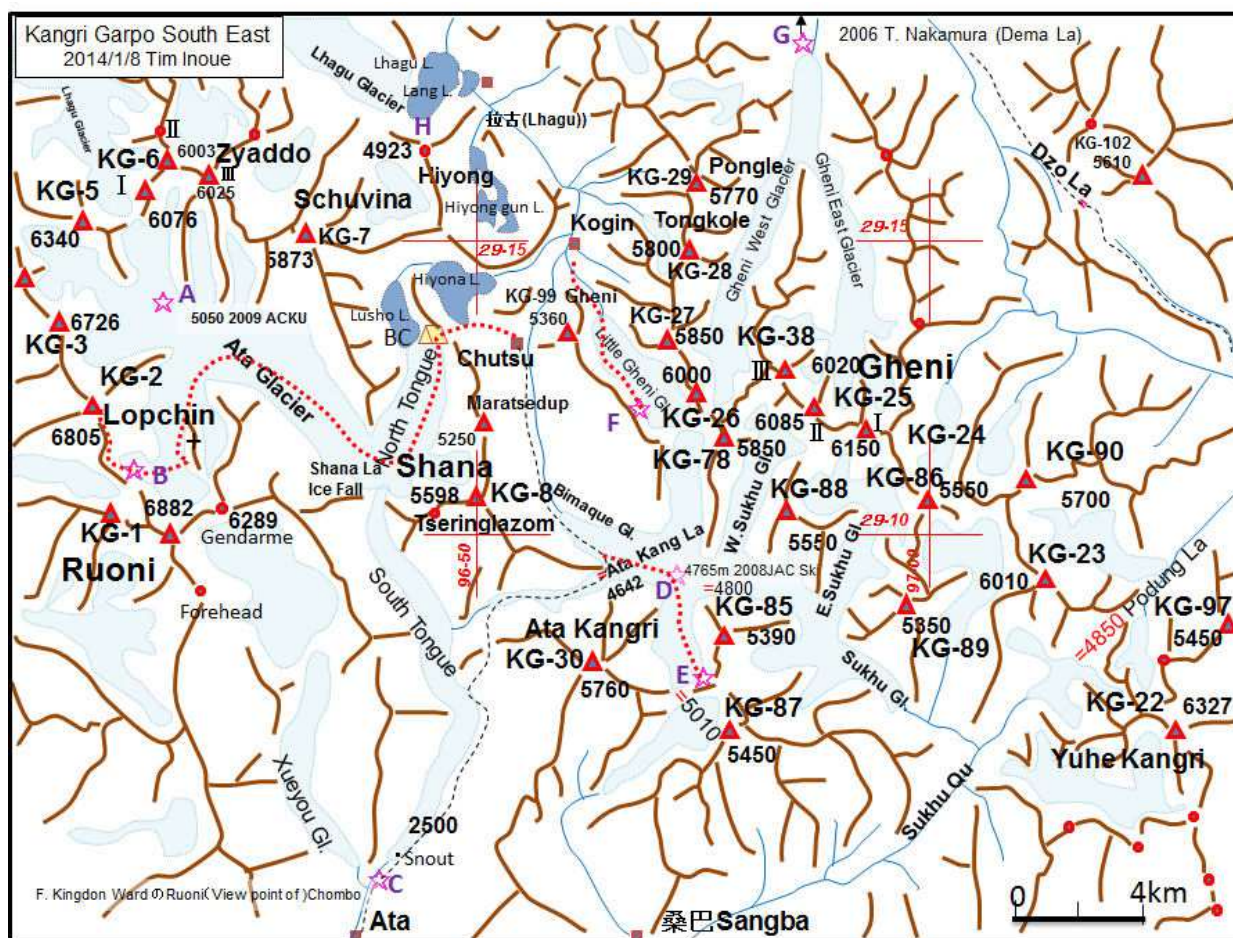 Kangri Garpo South East
2014/1/8 Tim Inoue
G
2006 T. Nakamura (Dema La)
Lhagu L.
Lang L.
Lhagu Glacier
Lhagu Glacier
H
4923
Hiyong
拉古(Lhagu))
Hiyong gun L.
Ⅱ
KG-6
6003
Zyaddo
Ⅲ
6025
Ⅰ
6076
KG-5
6340
Schuvina
KG-7
5873
KG-29
Pongle
5770
Tongkole
5800
KG-28
Gheni West Glacier
Gheni East Glacier
KG-102
5610
Dzo La
29-15
29-15
Kogin
A
5050 2009 ACKU
6726
KG-3
Hiyona L.
Lusho L.
BC
KG-99 Gheni
5360
KG-27
5850
KG-38
Ⅲ
6020
Gheni
Chutsu
Little Gheni Gl.
Ata Glacier
North Tongue
KG-2
6805
Lopchin
+
Maratsedup
5250
F
6000
KG-26
KG-78
5850
6085
Ⅱ
KG-25
Ⅰ
6150
KG-24
B
Shana La
Ice Fall
Shana
5598
KG-8
Tseringlazom
Bimaque Gl.
W.Sukhu Gl.
KG-88
5550
KG-86
5550
KG-90
5700
6882
KG-1
Ruoni
6289
Gendarme
Forehead
29-10
96-50
97-00
=Ata Kang La
4642
4765m 2008JAC Sk
=4800
D
E.Sukhu Gl.
KG-23
6010
=4850 Podung La
KG-97
5450
South Tongue
Ata Kangri
KG-30
5760
KG-85
5390
E
=5010
KG-87
5450
5350
KG-89
Sukhu Gl.
KG-22
6327
Yuhe Kangri
Sukhu Qu
Xueyou Gl.
2500
Snout
C
F. Kingdon Ward のRuoni(View point of )Chombo
Ata
桑巴Sangba
0
4km